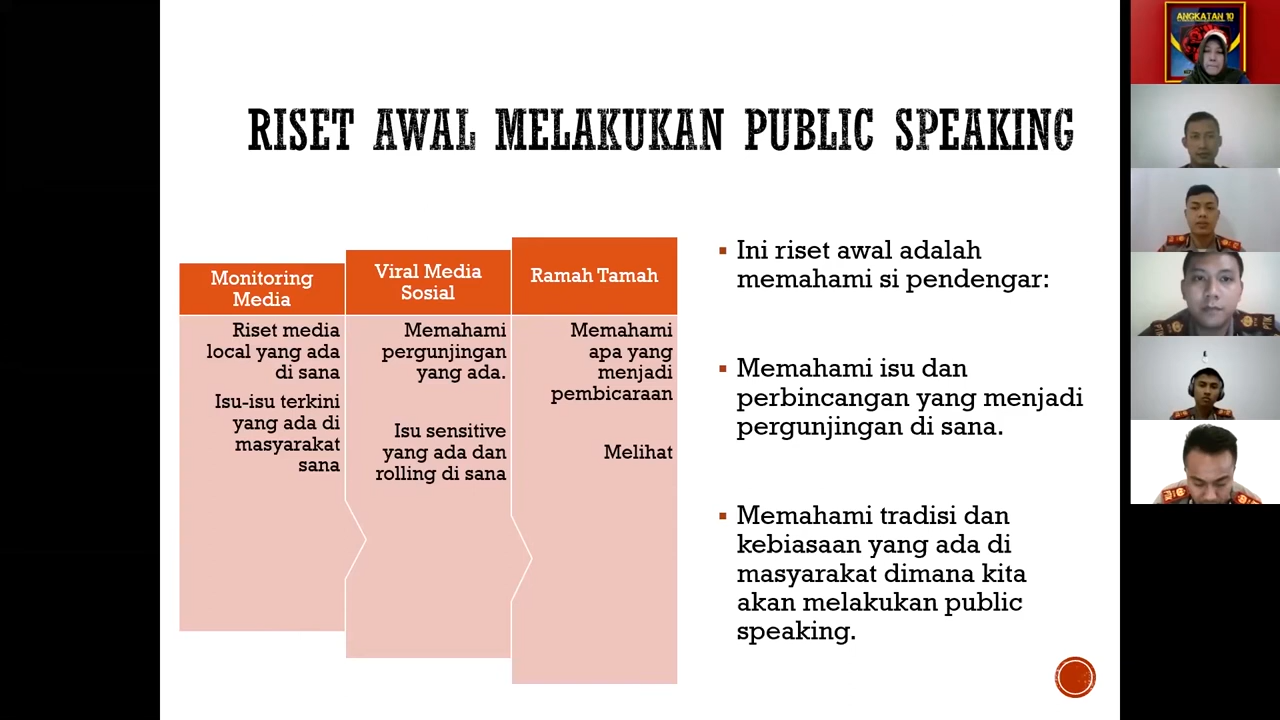 RISET AWAL MELAKUKAN PUBLIC SPEAKING
Monitoring
Media
Riset media
local yang ada
di sana
Isu-isu terkini
yang ada di
masyarakat
sana
Viral Media
Sosial
Memahami
pergunjingan
yang ada.
Isu sensitive
yang ada dan
rolling di sana
Ramah Tamah
Memahami
apa yang
menjadi
pembicaraan
Melihat
▪ Ini riset awal adalah
memahami si pendengar:
▪ Memahami isu dan
perbincangan yang menjadi
pergunjingan di sana.
▪ Memahami tradisi dan
kebiasaan yang ada di
masyarakat dimana kita
akan melakukan public
speaking.
ANGKATAN 10